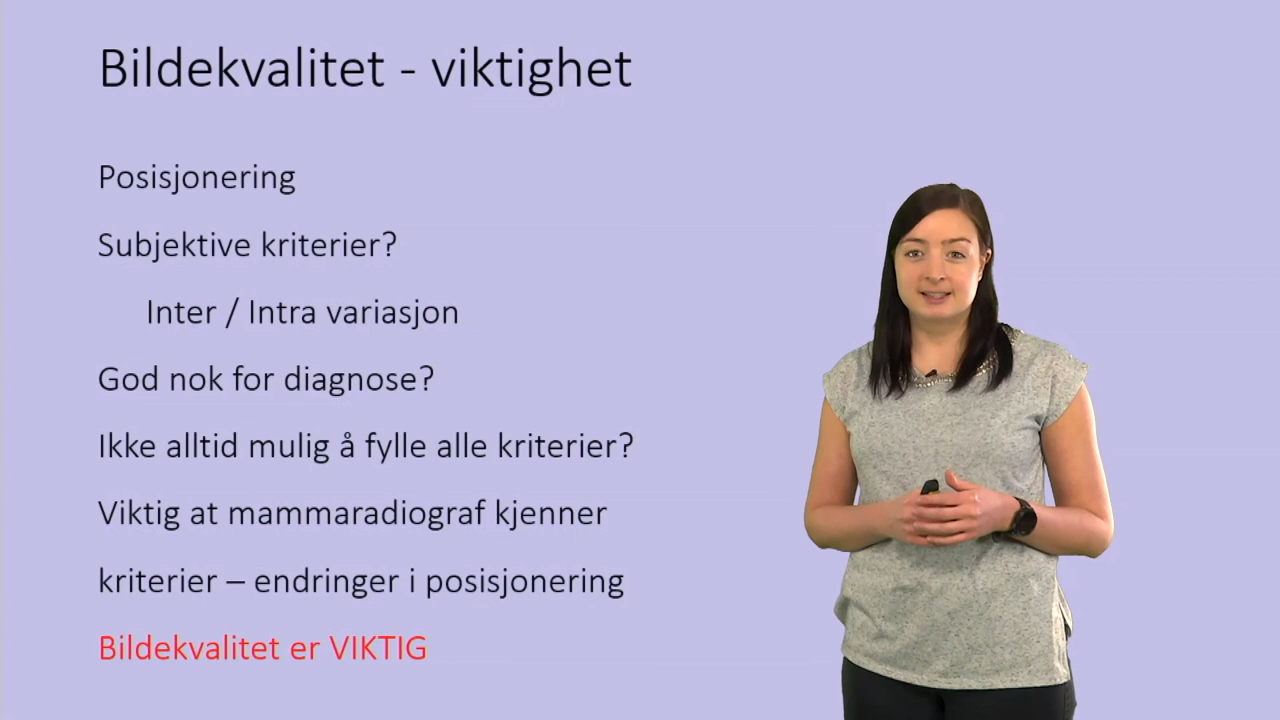 Bildekvalitet - viktighet
Posisjonering
Subjektive kriterier?
Inter / Intra variasjon
God nok for diagnose?
Ikke alltid mulig å fylle alle kriterier?
Viktig at mammaradiograf kjenner
kriterier – endringer i posisjonering
Bildekvalitet er VIKTIG